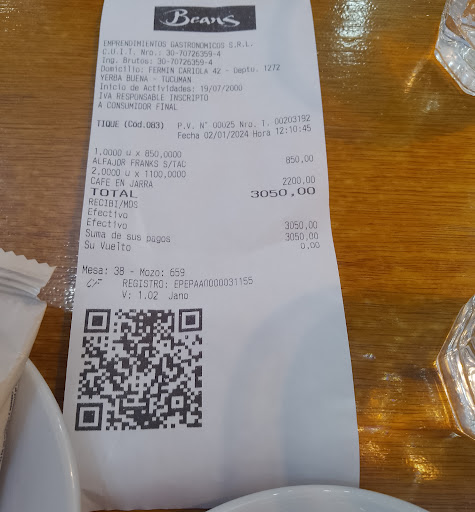 Beans
EMPRENDIMIENTOS GASTRONOMICOS S.R.L.
C.U.I.T. Nro.: 30-70726359-4
Ing. Brutos: 30-70726359-4
Domicilio: FERMIN CARIOLA 42 - Depto. 1272
YERBA BUENA - TUCUMAN
Inicio de Actividades: 19/07/2000
IVA RESPONSABLE INSCRIPTO
A CONSUMIDOR FINAL
TIQUE (Cod.083) P.V. N° 00025 Nro. T. 00203192
Fecha 02/01/2024 Hora 12:10:45
1,0000 u x 850,0000
ALFAJOR FRANKS S/TAC 850,00
2,0000 u x 1100,0000
CAFE EN JARRA 2200,00
TOTAL 3050,00
RECIBI/MOS
Efectivo
Efectivo 3050,00
Suma de sus pagos 3050,00
Su Vuelto 0,00
Mesa: 38 - Mozo: 659
CF REGISTRO: EPEPAA0000031155
V: 1.02 Jano